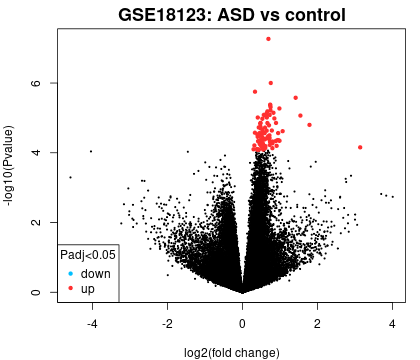 GSE18123: ASD vs control
-log10(Pvalue)
6
4
2
0
Padj<0.05
down
up
-4 -2 0 2 4
log2(fold change)